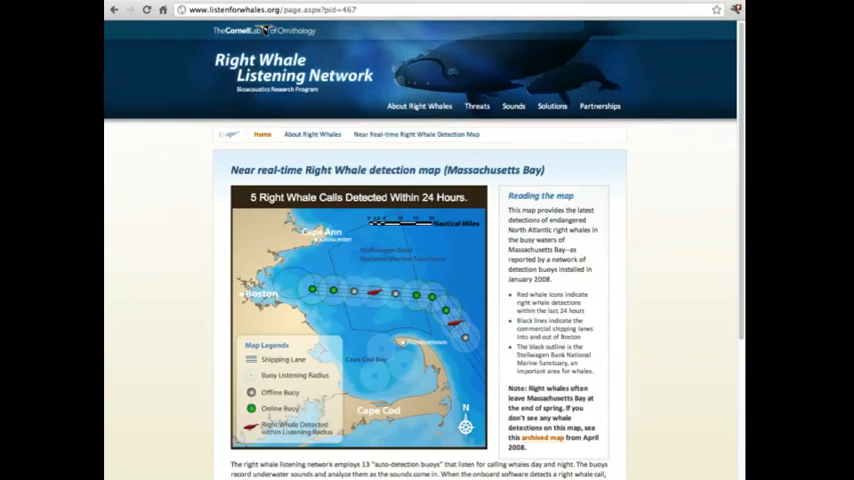 www.listenforwhales.org/page.aspx?pid=467
TheCornellLab of Ornithology
Right Whale
Listening Network
Bioacoustics Research Program
About Right Whales Threats Sounds Solutions Partnerships
Home About Right Whales Near Real-time Right Whale Detection Map
Near real-time Right Whale detection map (Massachusetts Bay)
5 Right Whale Calls Detected Within 24 Hours.
Nautical Miles
Cape Ann
Gloucester
Stellwagen Bank
National Marine Sanctuary
Boston
Provincetown
Cape Cod Bay
Cape Cod
N
Map Legends
Shipping Lane
Buoy Listening Radius
Offline Buoy
Online Buoy
Right Whale Detected
within Listening Radius
Reading the map
This map provides the latest
detections of endangered
North Atlantic right whales in
the busy waters of
Massachusetts Bay--as
reported by a network of
detection buoys installed in
January 2008.
Red whale icons indicate
right whale detections
within the last 24 hours
Black lines indicate the
commercial shipping lanes
into and out of Boston
The black outline is the
Stellwagen Bank National
Marine Sanctuary, an
important area for whales.
Note: Right whales often
leave Massachusetts Bay at
the end of spring. If you
don't see any whale
detections on this map, see
this archived map from April
2008.
The right whale listening network employs 13 "auto-detection buoys" that listen for calling whales day and night. The buoys
record underwater sounds and analyze them as the sounds come in. When the onboard software detects a right whale call,